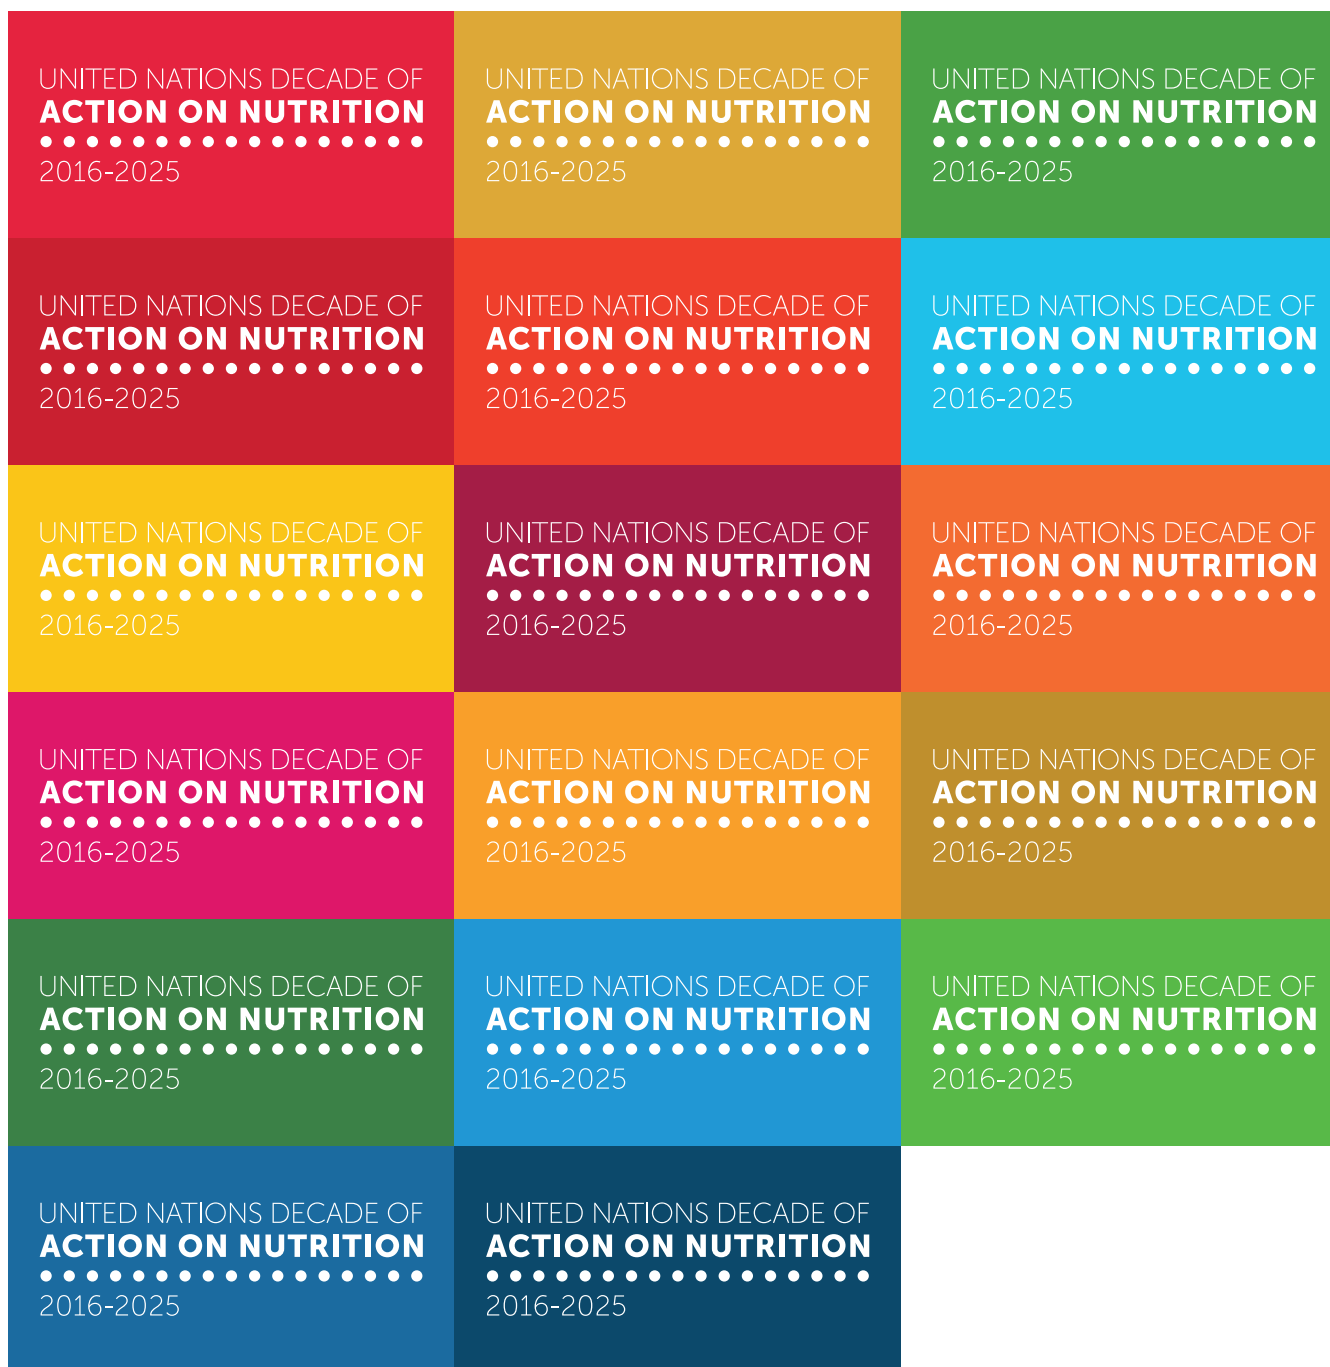 UNITED NATIONS DECADE OF
ACTION ON NUTRITION
2016-2025
UNITED NATIONS DECADE OF
ACTION ON NUTRITION
2016-2025
UNITED NATIONS DECADE OF
ACTION ON NUTRITION
2016-2025
UNITED NATIONS DECADE OF
ACTION ON NUTRITION
2016-2025
UNITED NATIONS DECADE OF
ACTION ON NUTRITION
2016-2025
UNITED NATIONS DECADE OF
ACTION ON NUTRITION
2016-2025
UNITED NATIONS DECADE OF
ACTION ON NUTRITION
2016-2025
UNITED NATIONS DECADE OF
ACTION ON NUTRITION
2016-2025
UNITED NATIONS DECADE OF
ACTION ON NUTRITION
2016-2025
UNITED NATIONS DECADE OF
ACTION ON NUTRITION
2016-2025
UNITED NATIONS DECADE OF
ACTION ON NUTRITION
2016-2025
UNITED NATIONS DECADE OF
ACTION ON NUTRITION
2016-2025
UNITED NATIONS DECADE OF
ACTION ON NUTRITION
2016-2025
UNITED NATIONS DECADE OF
ACTION ON NUTRITION
2016-2025
UNITED NATIONS DECADE OF
ACTION ON NUTRITION
2016-2025
UNITED NATIONS DECADE OF
ACTION ON NUTRITION
2016-2025
UNITED NATIONS DECADE OF
ACTION ON NUTRITION
2016-2025